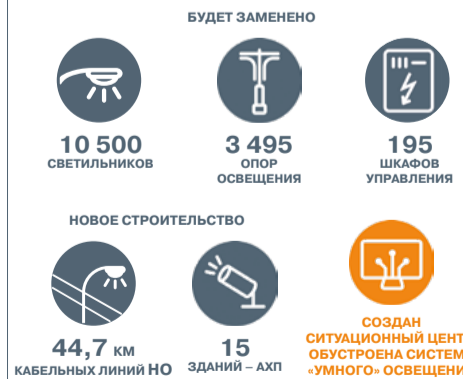 БУДЕТ ЗАМЕНЕНО
10 500
СВЕТИЛЬНИКОВ
3 495
ОПОР
ОСВЕЩЕНИЯ
195
ШКАФОВ
УПРАВЛЕНИЯ
НОВОЕ СТРОИТЕЛЬСТВО
44,7 КМ
КАБЕЛЬНЫХ ЛИНИЙ НО
15
ЗДАНИЙ – АХП
СОЗДАН
СИТУАЦИОННЫЙ ЦЕНТ
ОБУСТРОЕНА СИСТЕМ
«УМНОГО» ОСВЕЩЕНИ